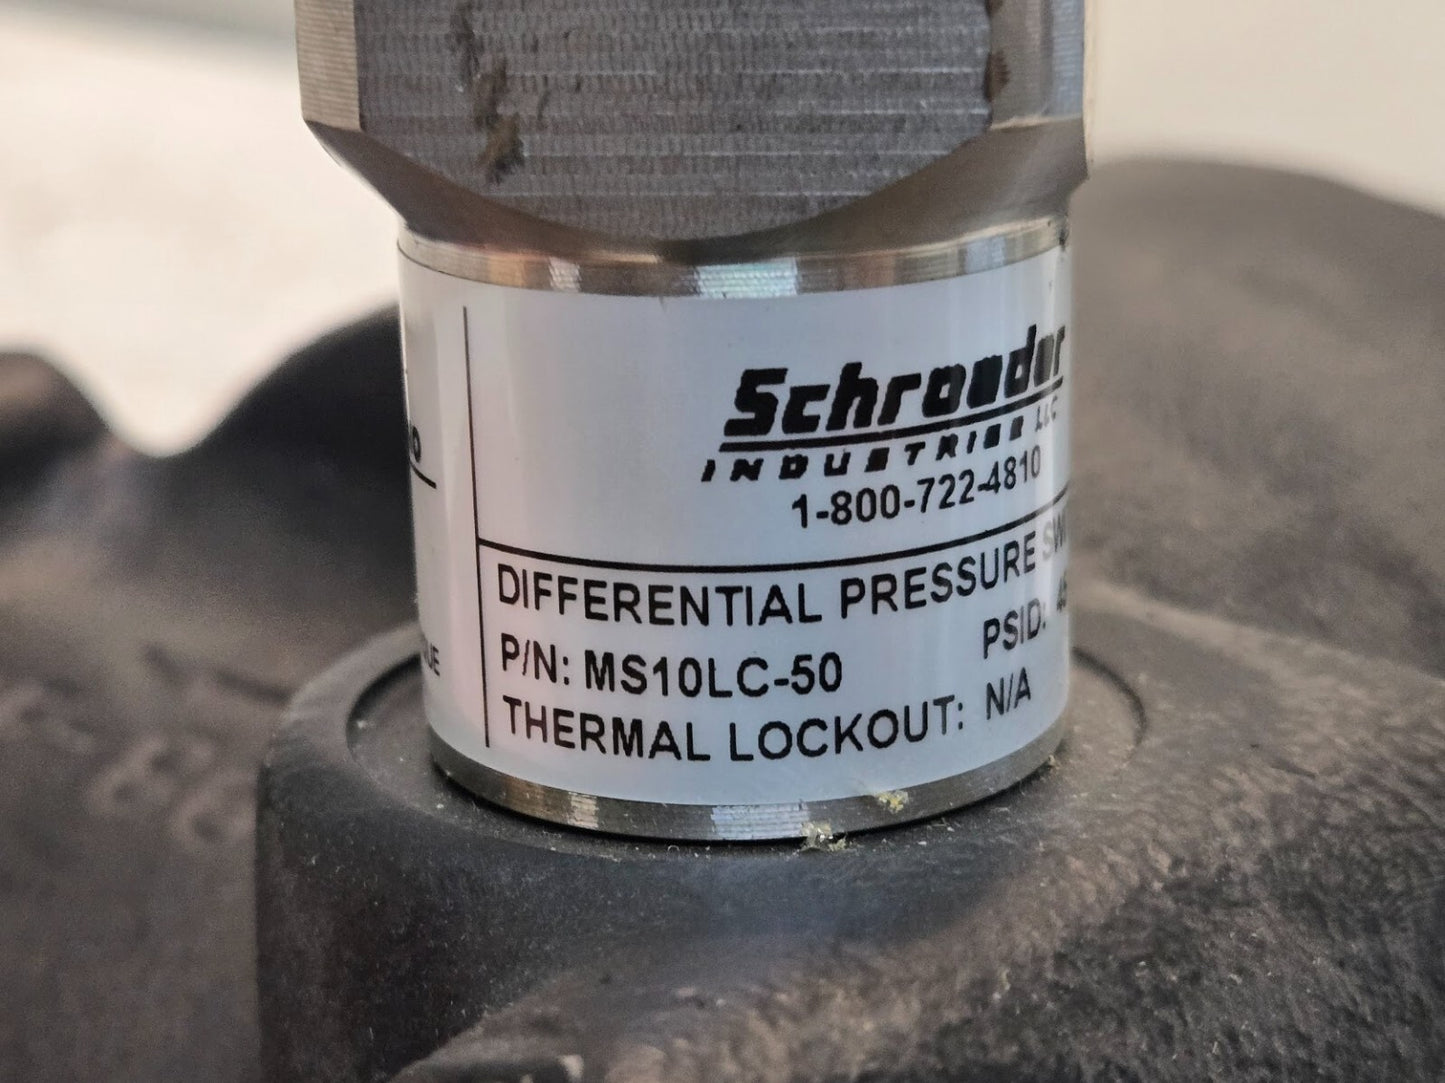 Schroeder
INDUSTRIES LLC
1-800-722-4810
DIFFERENTIAL PRESSURE
P/N: MS10LC-50 PSID:
THERMAL LOCKOUT: N/A